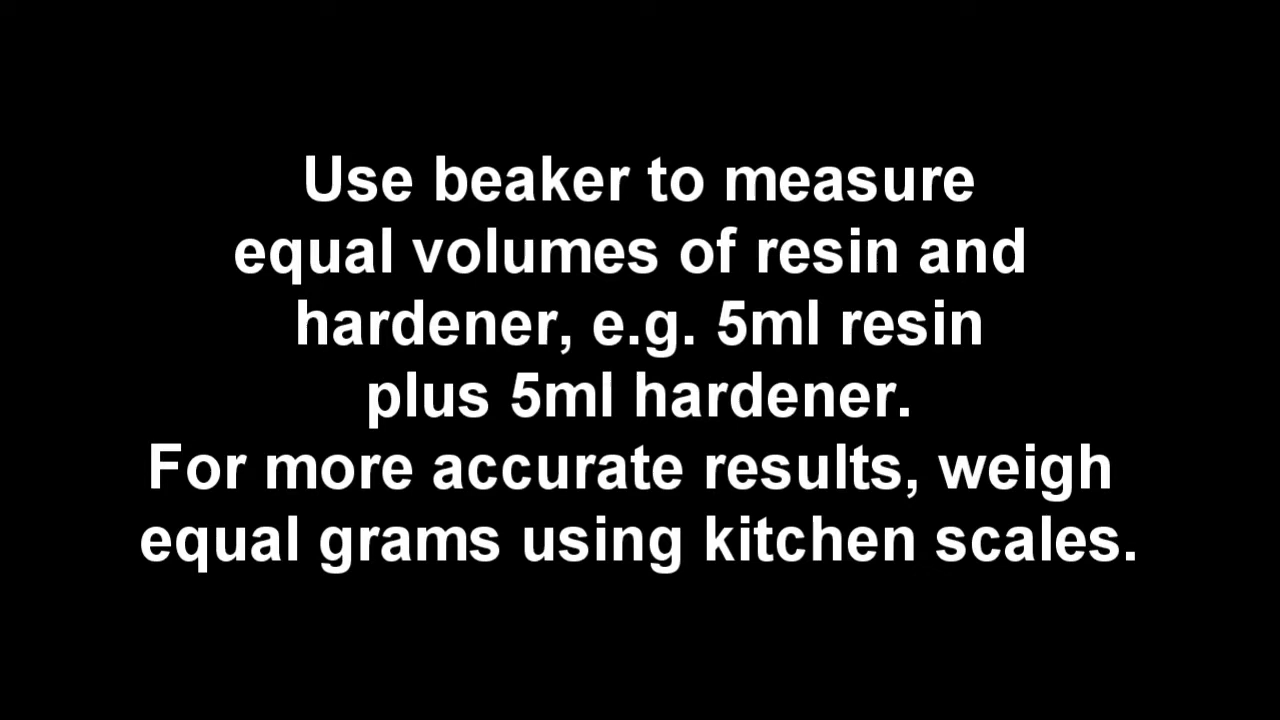 Use beaker to measure
equal volumes of resin and
hardener, e.g. 5ml resin
plus 5ml hardener.
For more accurate results, weigh
equal grams using kitchen scales.